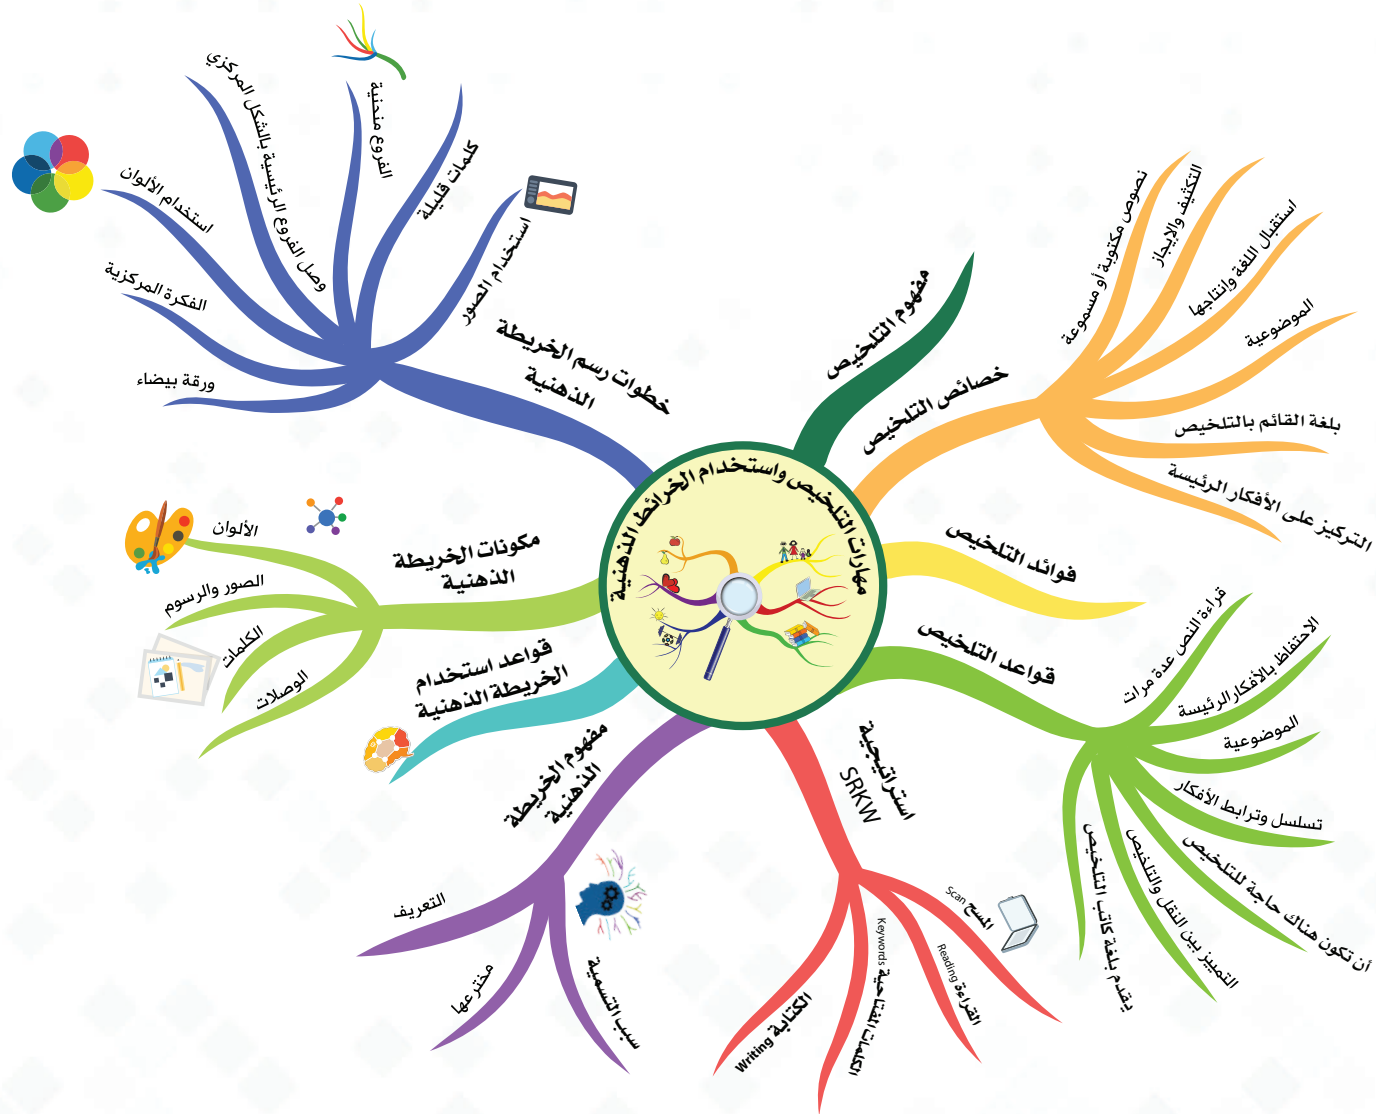 مهارات التلخيص واستخدام الخرائط الذهنية
مفهوم التلخيص
خصائص التلخيص
نصوص مكتوبة أو مسموعة
التكثيف والإيجاز
استقبال اللغة وانتاجها
الموضوعية
بلغة القائم بالتلخيص
التركيز على الأفكار الرئيسة
فوائد التلخيص
قواعد التلخيص
قراءة النص عدة مرات
الاحتفاظ بالأفكار الرئيسة
الموضوعية
تسلسل وترابط الأفكار
أن تكون هناك حاجة للتلخيص
التمييز بين النقل والتلخيص
يقدم بلغة كاتب التلخيص
استراتيجية
SRKW
المسح Scan
القراءة Reading
الكلمات المفتاحية Keywords
الكتابة Writing
مفهوم الخريطة
الذهنية
سبب التسمية
مخترعها
التعريف
قواعد استخدام
الخريطة الذهنية
مكونات الخريطة
الذهنية
الألوان
الصور والرسوم
الكلمات
الوصلات
خطوات رسم الخريطة
الذهنية
ورقة بيضاء
الفكرة المركزية
استخدام الألوان
وصل الفروع الرئيسية بالشكل المركزي
الفروع منحنية
كلمات قليلة
استخدام الصور